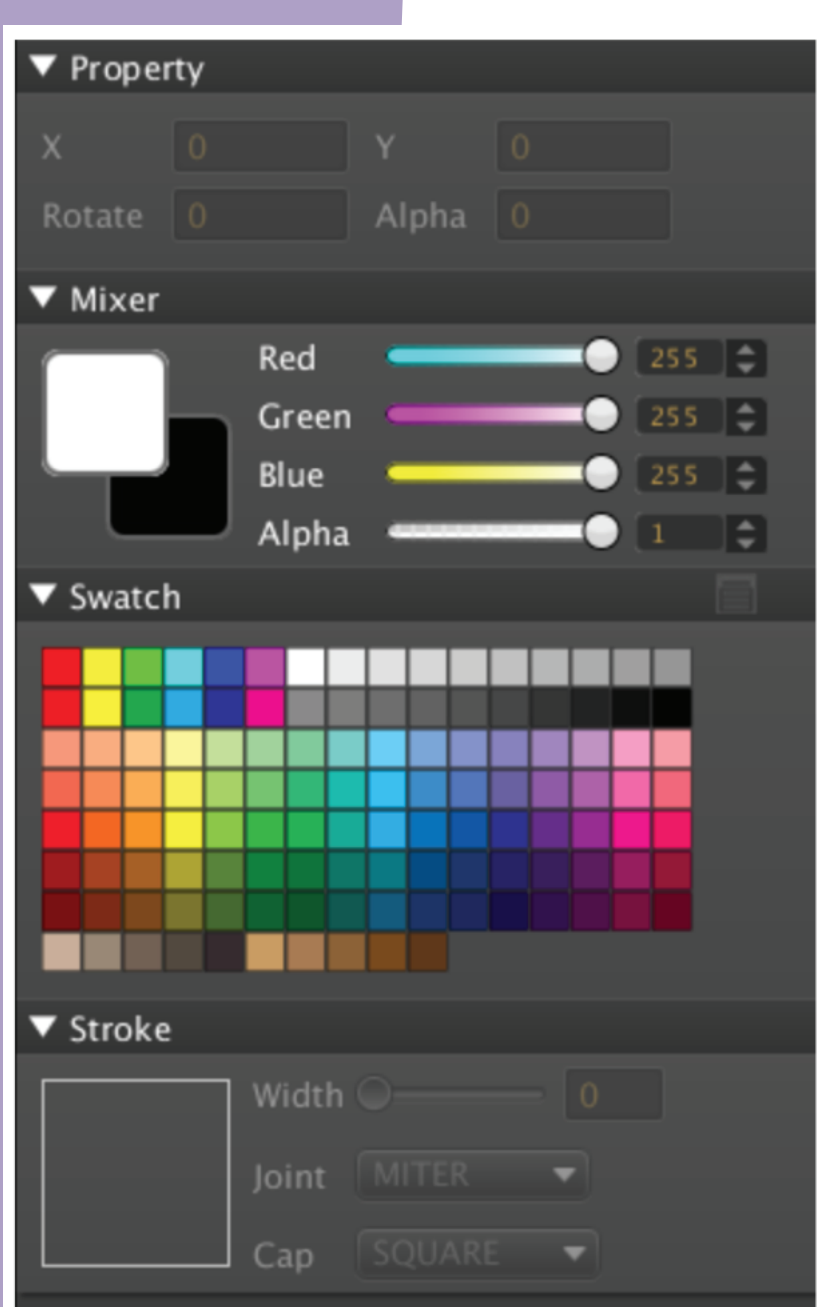 Property
X 0 Y 0
Rotate 0 Alpha 0
Mixer
Red 255
Green 255
Blue 255
Alpha 1
Swatch
Stroke
Width 0
Joint MITER
Cap SQUARE